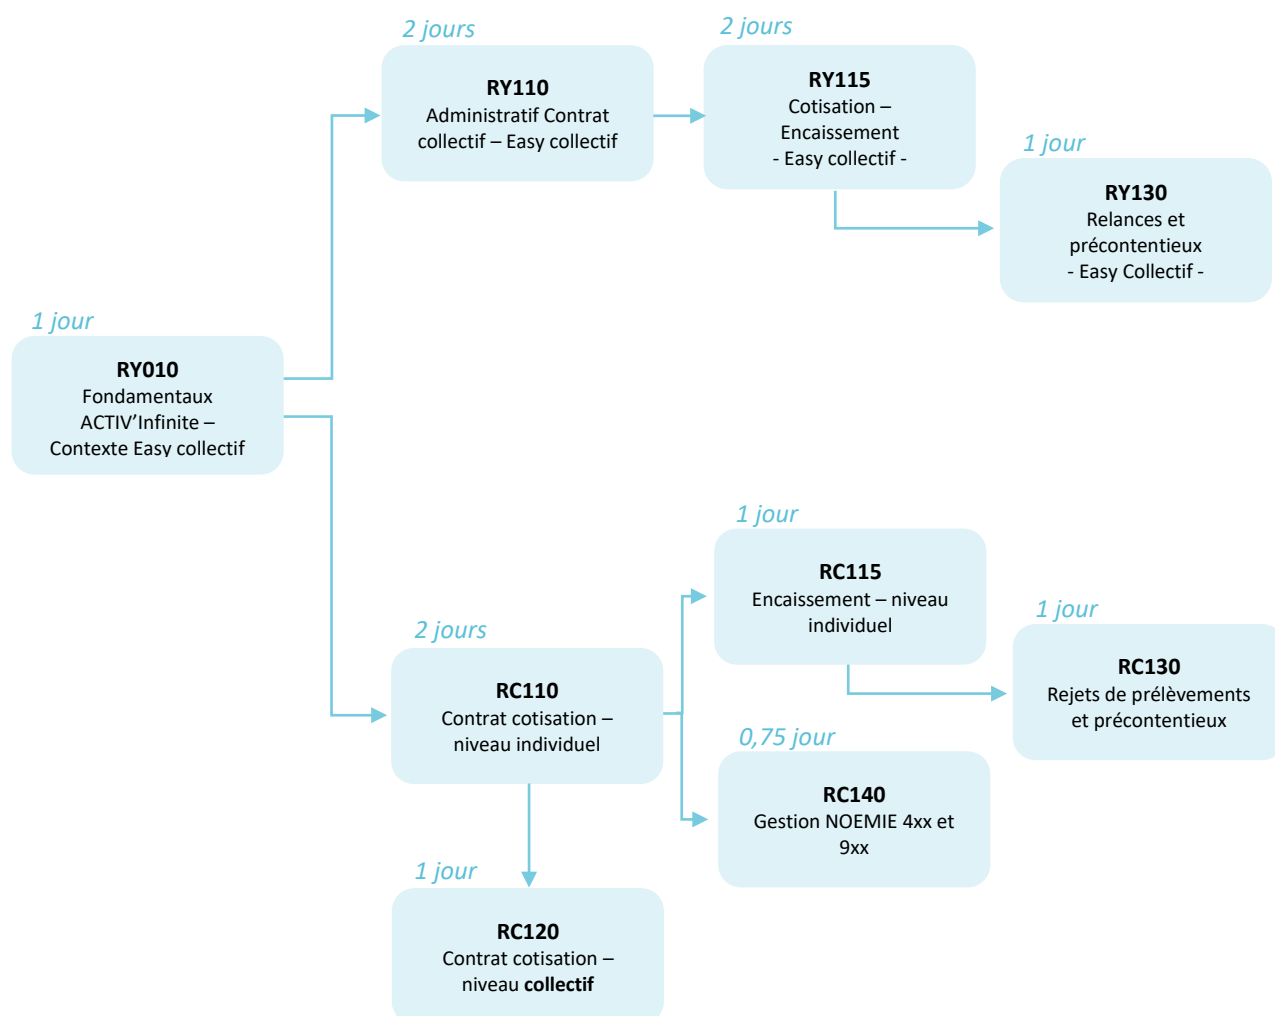 2 jours
RY110
Administratif Contrat
collectif – Easy collectif
2 jours
RY115
Cotisation –
Encaissement
- Easy collectif -
1 jour
RY130
Relances et
précontentieux
- Easy Collectif -
1 jour
RY010
Fondamentaux
ACTIV’Infinite –
Contexte Easy collectif
1 jour
RC115
Encaissement – niveau
individuel
1 jour
RC130
Rejets de prélèvements
et précontentieux
2 jours
RC110
Contrat cotisation –
niveau individuel
0,75 jour
RC140
Gestion NOEMIE 4xx et
9xx
1 jour
RC120
Contrat cotisation –
niveau collectif